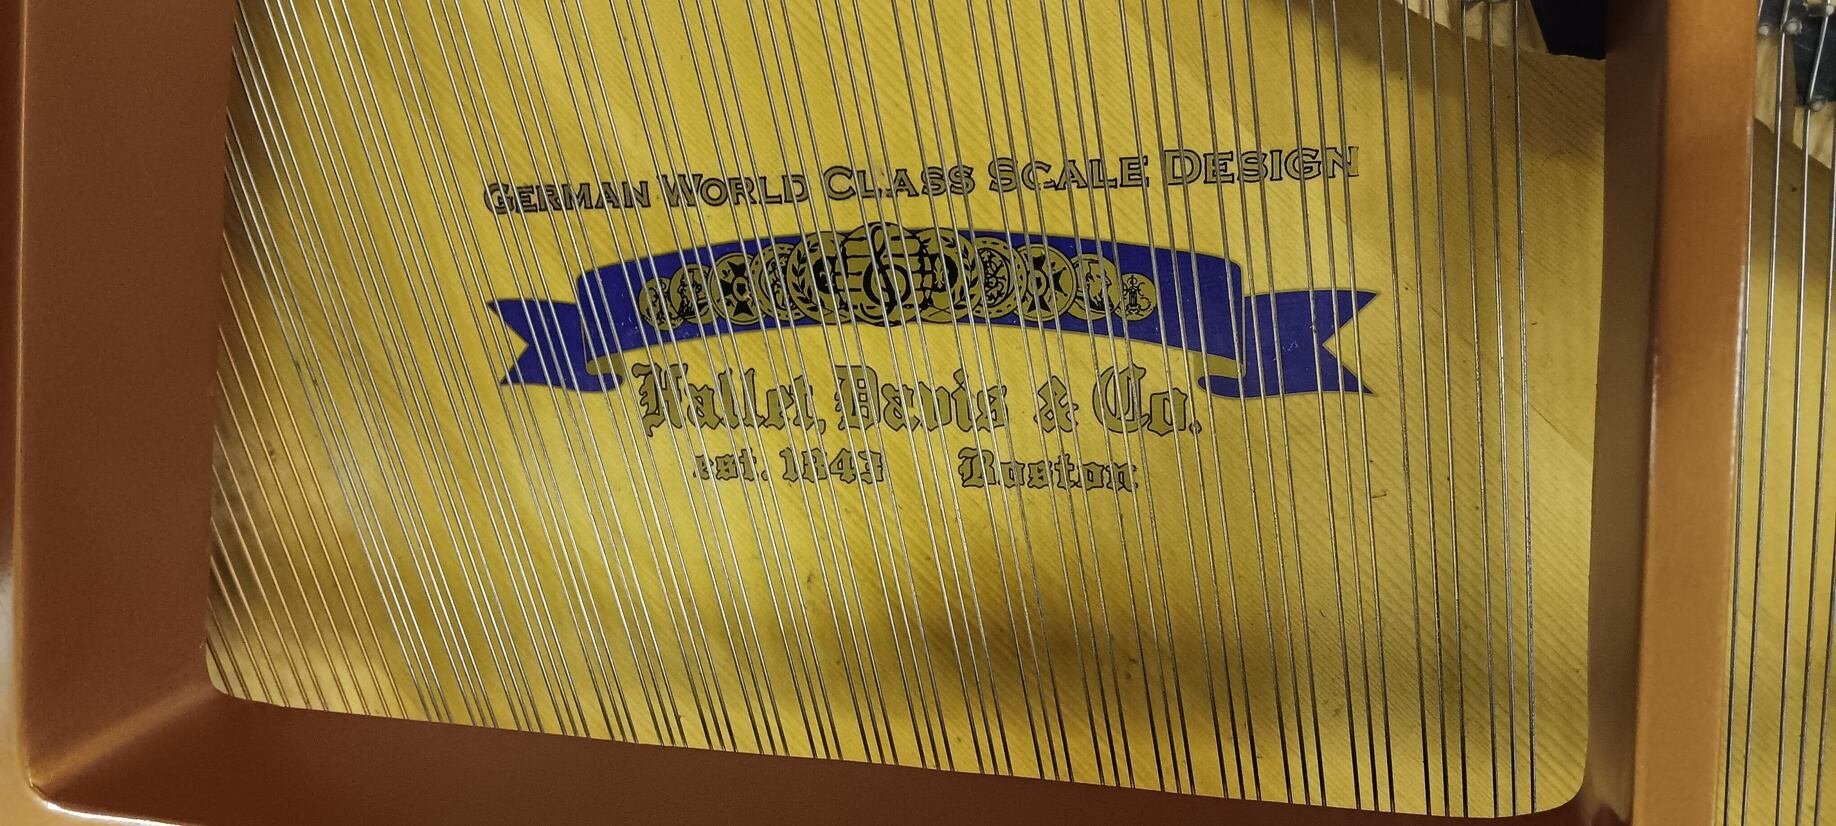 GERMAN WORLD CLASS SCALE DESIGN
Hallet, Davis & Co.
est. 1843 Boston